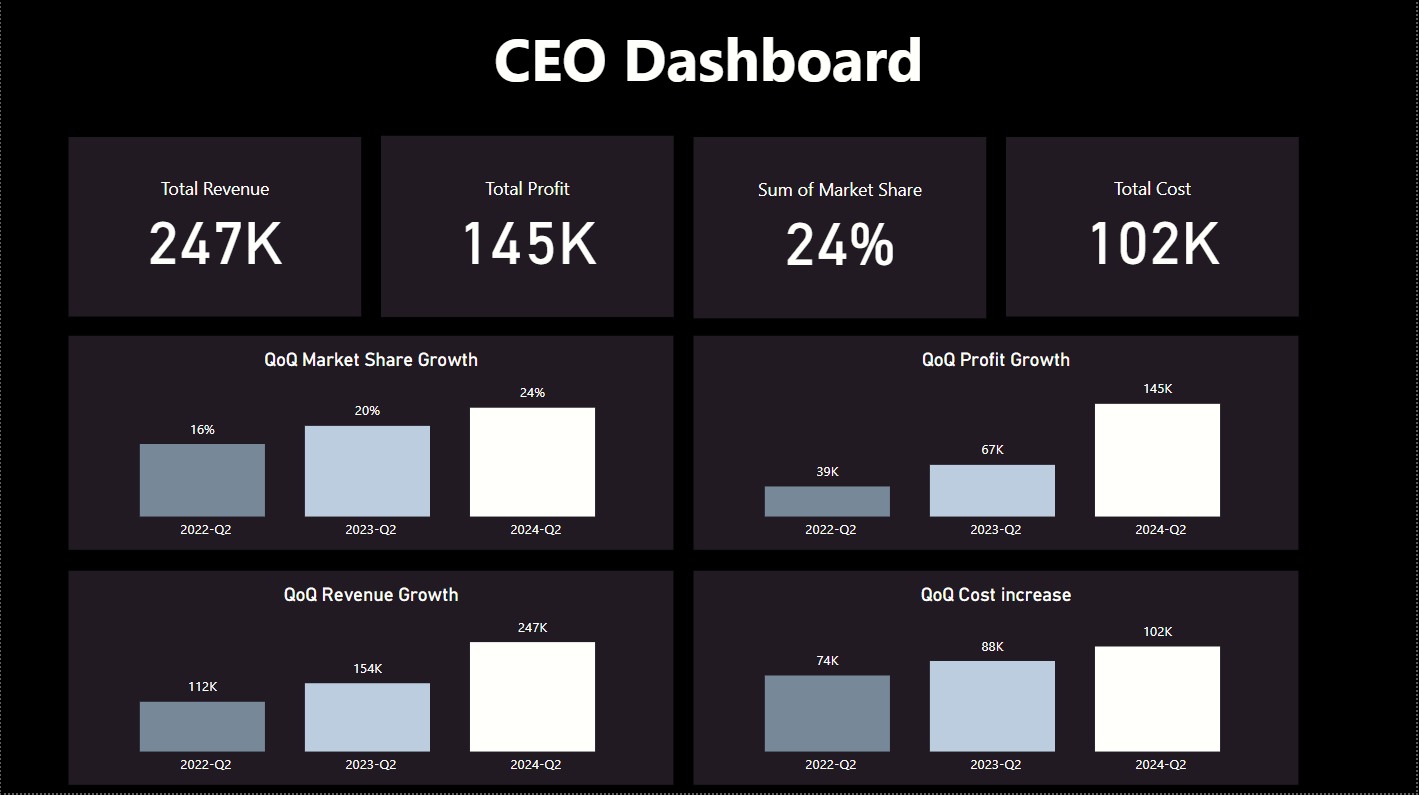 CEO Dashboard
Total Revenue
247K
Total Profit
145K
Sum of Market Share
24%
Total Cost
102K
QoQ Market Share Growth
16%
20%
24%
2022-Q2
2023-Q2
2024-Q2
QoQ Profit Growth
39K
67K
145K
2022-Q2
2023-Q2
2024-Q2
QoQ Revenue Growth
112K
154K
247K
2022-Q2
2023-Q2
2024-Q2
QoQ Cost increase
74K
88K
102K
2022-Q2
2023-Q2
2024-Q2